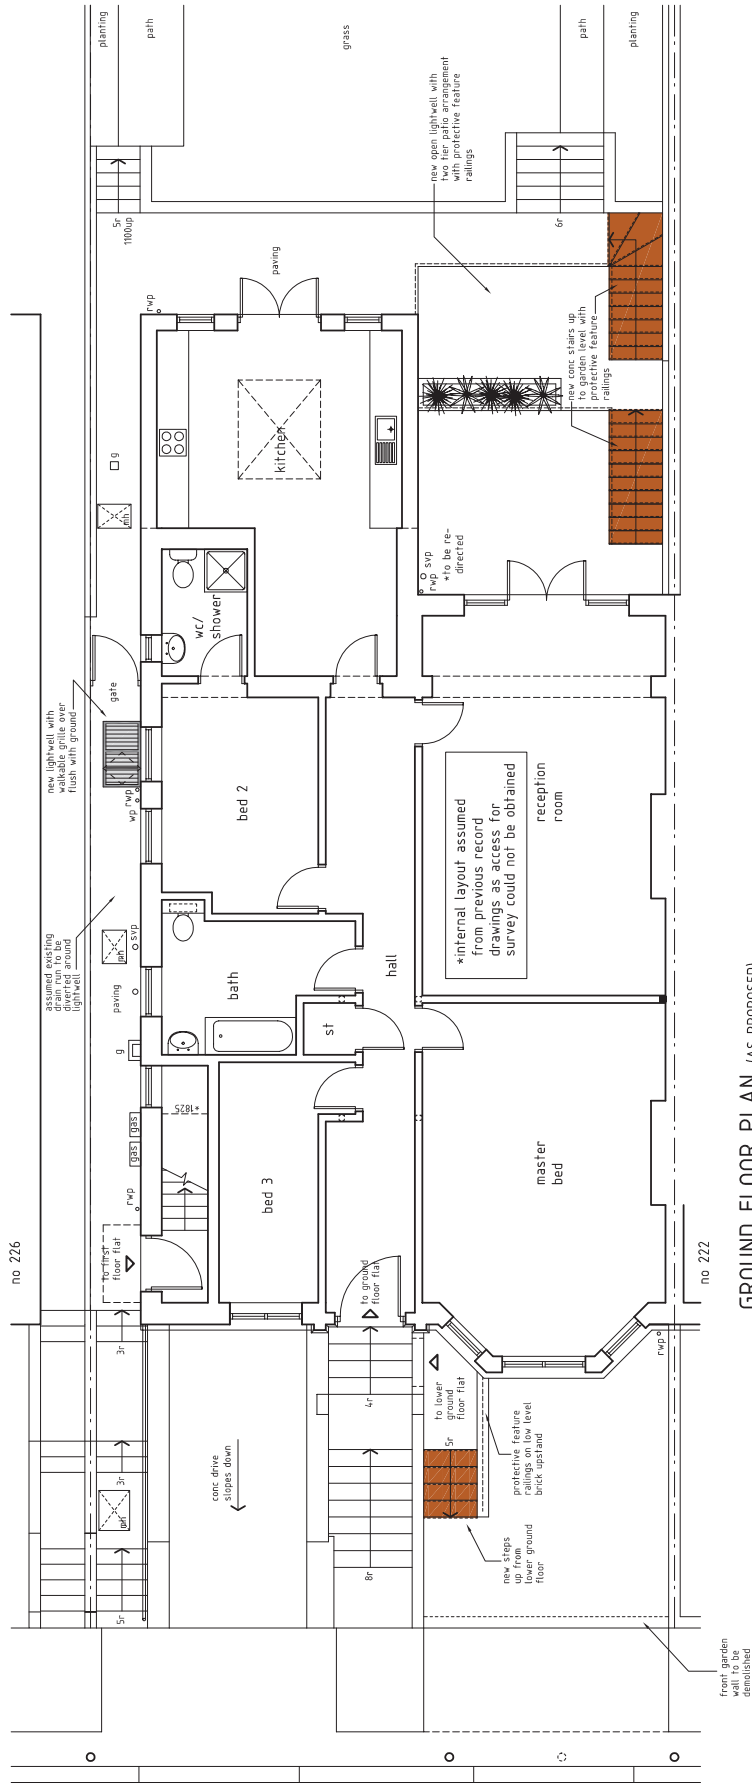 planting
path
grass
path
planting
new open lightwell with
two tier patio arrangement
with protective feature
railings
5r
1100up
6r
paving
rwp
new conc stairs up
to garden level with
protective feature
railings
kitchen
g
mh
svp
rwp
*to be re-
directed
wc/
shower
gate
new lightwell with
walkable grille over
flush with ground
wp
rwp
bed 2
*internal layout assumed
from previous record
drawings as access for
survey could not be obtained
reception
room
assumed existing
drain run to be
diverted around
lightwell
mh
svp
paving
bath
hall
st
g
*1825
gas
gas
rwp
bed 3
master
bed
no 226
to first
floor flat
to ground
floor flat
no 222
GROUND FLOOR PLAN (AS PROPOSED)
3r
4r
rwp
to lower
ground
floor flat
5r
protective feature
railings on low level
brick upstand
3r
conc drive
slopes down
mh
5r
8r
new steps
up from
lower ground
floor
front garden
wall to be
demolished